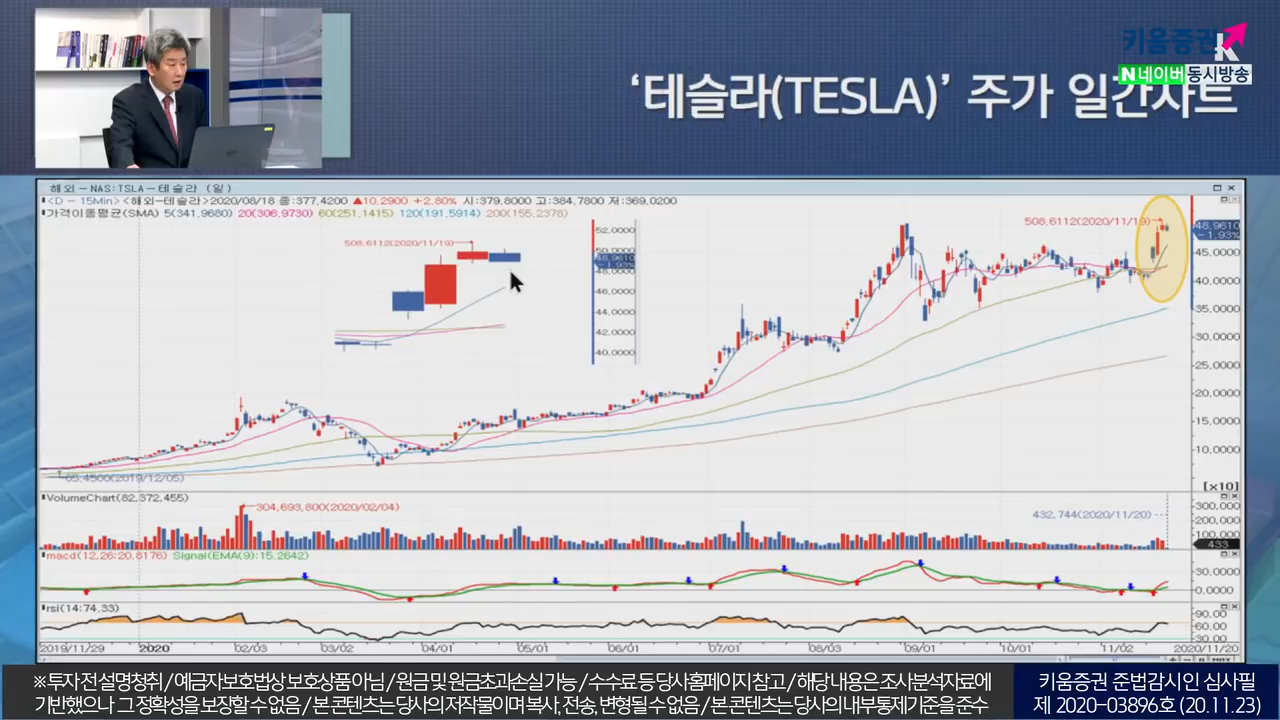 키움증권
N 네이버 동시방송
‘테슬라(TESLA)’ 주가 일간차트
해외-NAS:TSLA-테슬라 (일)
<D - 15Min> <해외-테슬라>2020/08/18 종:377.4200 ▲10.2900 +2.80% 시:379.8000 고:384.7800 저:369.0200
가격이동평균(SMA) 5(341.9680) 20(306.9730) 60(251.1415) 120(191.5914) 200(155.2378)
508.6112(2020/11/19)
508.6112(2020/11/19)
52.0000
48.9610
-1.93%
48.0000
46.0000
44.0000
42.0000
40.0000
48.9610
-1.93%
45.0000
40.0000
35.0000
30.0000
25.0000
20.0000
15.0000
10.0000
65.4500(2019/12/05)
[x10]
VolumeChart(82,372,455)
304,693,800(2020/02/04)
432,744(2020/11/20)
300,000
200,000
100,000
433
macd(12,26:20.8176) Signal(EMA(9):15.2642)
30.0000
0.0000
rsi(14:74.33)
90.00
60.00
30.00
2019/11/29 2020 02/03 03/02 04/01 05/01 06/01 07/01 08/03 09/01 10/01 11/02 2020/11/20
※ 투자 전 설명청취 / 예금자보호법상 보호상품 아님 / 원금 및 원금초과손실 가능 / 수수료 등 당사홈페이지 참고 / 해당 내용은 조사분석자료에
기반했으나 그 정확성을 보장할 수 없음 / 본 콘텐츠는 당사의 저작물이며 복사, 전송, 변형될 수 없음 / 본 콘텐츠는 당사의 내부통제기준을 준수
키움증권 준법감시인 심사필
제 2020-03896호 (20.11.23)